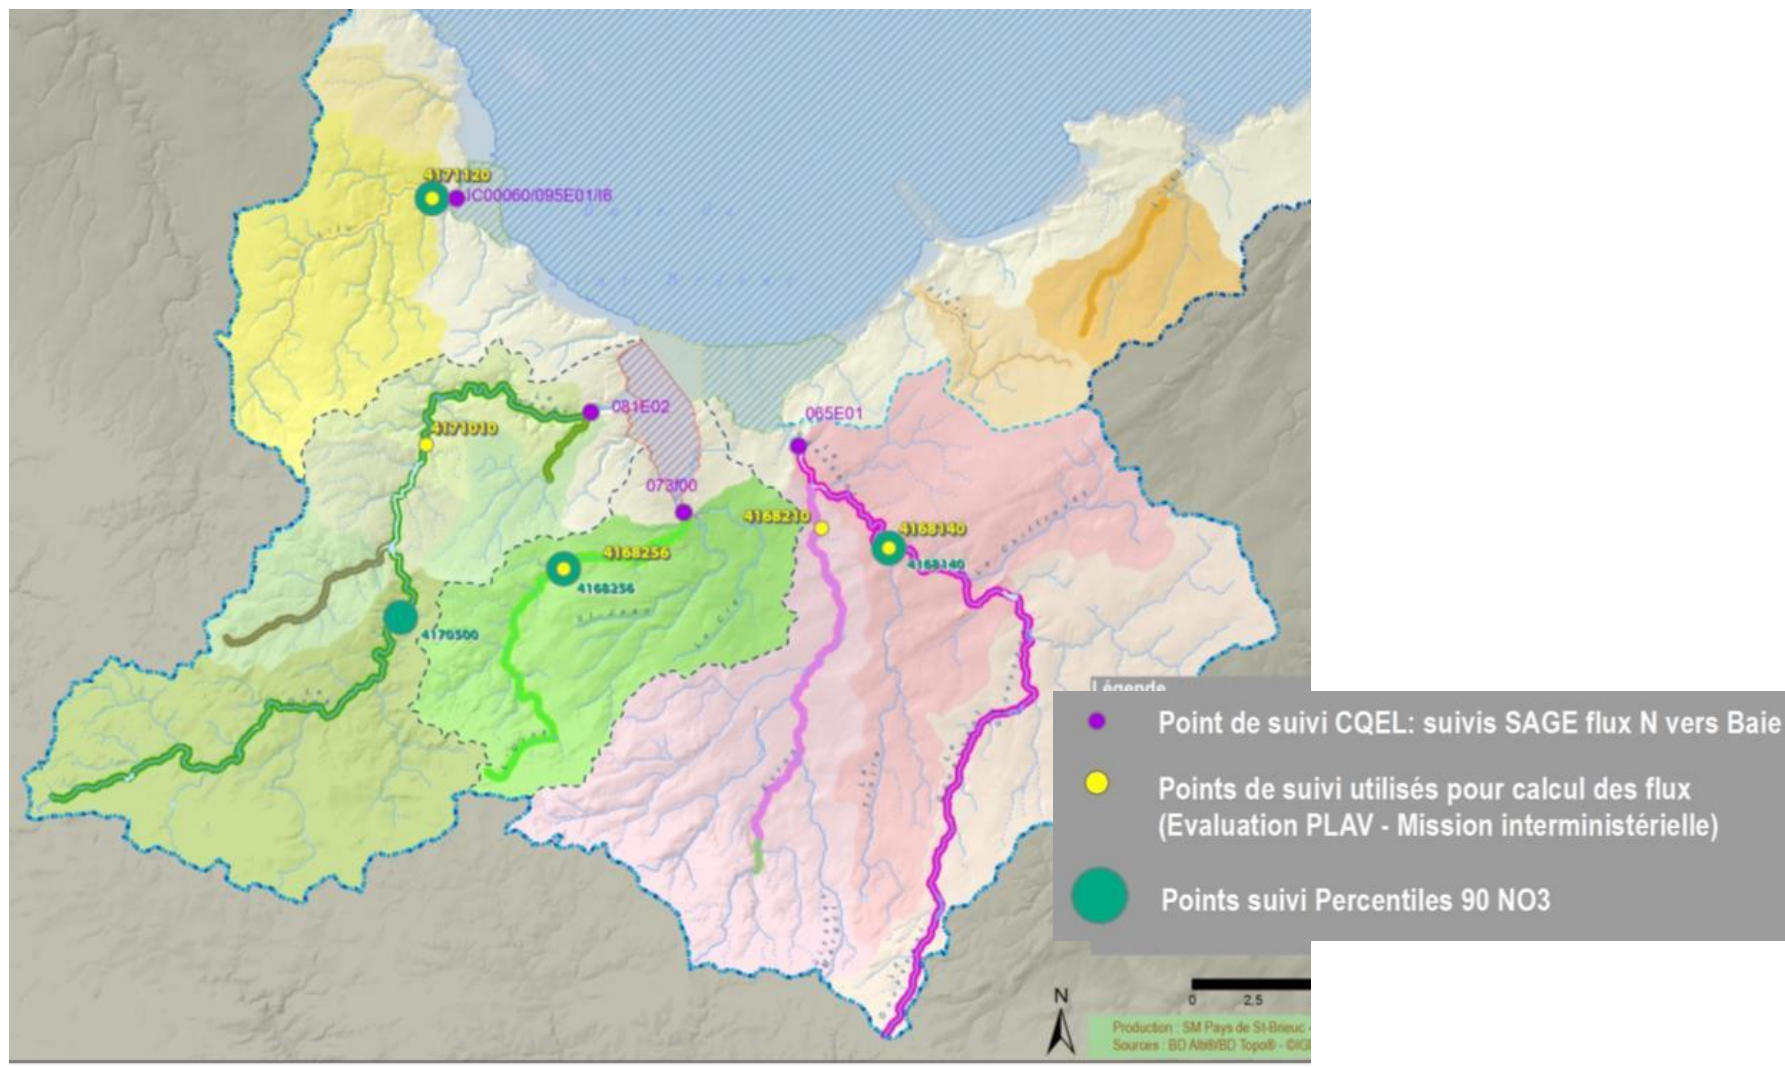 4171120
IC00060/095E01/I6
081E02
065E01
4171010
073I00
4168210
4168140
4168256
4168140
4168256
4170500
Légende
Point de suivi CQEL: suivis SAGE flux N vers Baie
Points de suivi utilisés pour calcul des flux
(Evaluation PLAV - Mission interministérielle)
Points suivi Percentiles 90 NO3
N
0 2,5
Production : SM Pays de St-Brieuc -
Sources : BD Alti®/BD Topo® - ©IGN